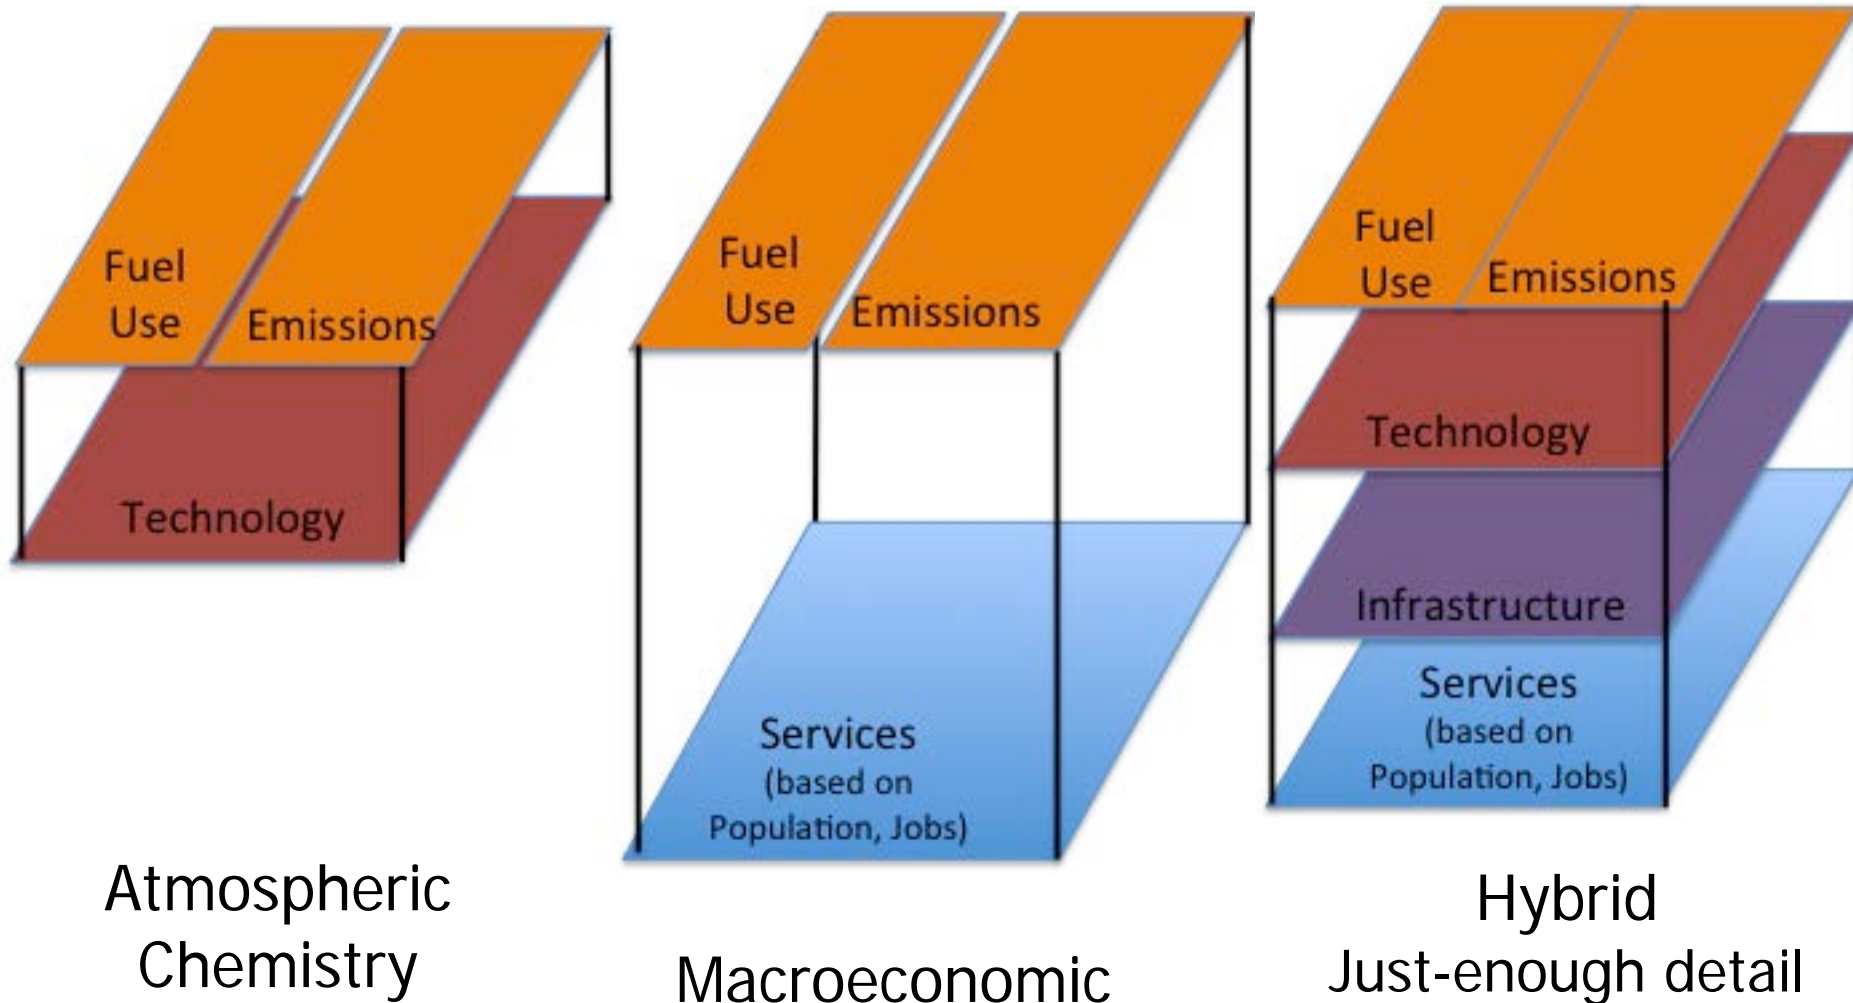 Fuel
Use
Emissions
Technology
Atmospheric
Chemistry
Fuel
Use
Emissions
Services
(based on
Population, Jobs)
Macroeconomic
Fuel
Use
Emissions
Technology
Infrastructure
Services
(based on
Population, Jobs)
Hybrid
Just-enough detail